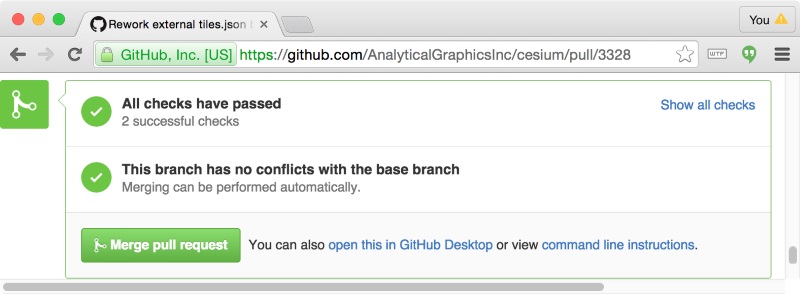 Rework external tiles.json
You
GitHub, Inc. [US] https://github.com/AnalyticalGraphicsInc/cesium/pull/3328
WTF
All checks have passed
Show all checks
2 successful checks
This branch has no conflicts with the base branch
Merging can be performed automatically.
Merge pull request You can also open this in GitHub Desktop or view command line instructions.